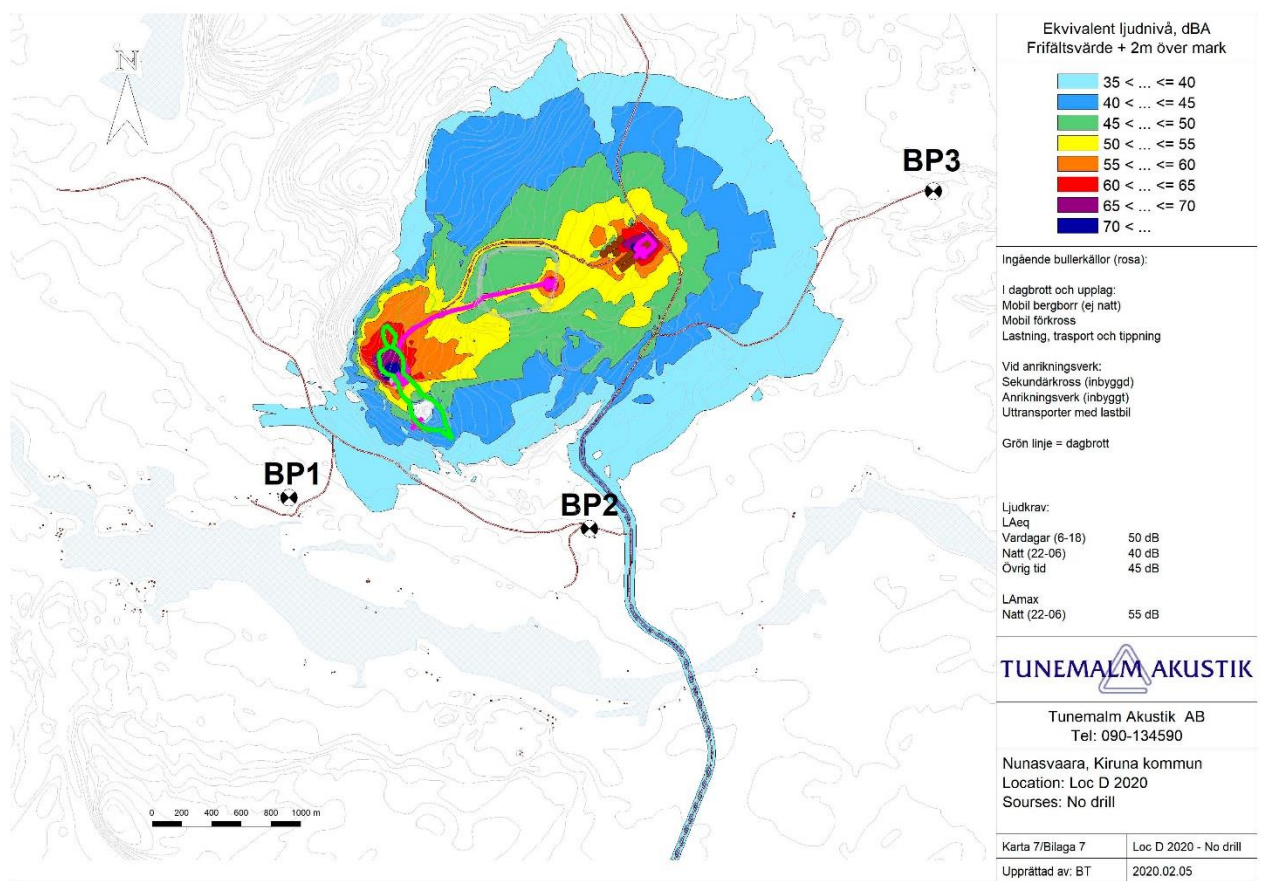 N
BP1
BP2
BP3
0 200 400 600 800 1000 m
Ekvivalent ljudnivå, dBA
Frifältsvärde + 2m över mark
35 < ... <= 40
40 < ... <= 45
45 < ... <= 50
50 < ... <= 55
55 < ... <= 60
60 < ... <= 65
65 < ... <= 70
70 < ...
Ingående bullerkällor (rosa):
I dagbrott och upplag:
Mobil bergborr (ej natt)
Mobil förkross
Lastning, trasport och tippning
Vid anrikningsverk:
Sekundärkross (inbyggd)
Anrikningsverk (inbyggt)
Uttransporter med lastbil
Grön linje = dagbrott
Ljudkrav:
LAeq
Vardagar (6-18) 50 dB
Natt (22-06) 40 dB
Övrig tid 45 dB
LAmax
Natt (22-06) 55 dB
TUNEMALM AKUSTIK
Tunemalm Akustik AB
Tel: 090-134590
Nunasvaara, Kiruna kommun
Location: Loc D 2020
Sourses: No drill
Karta 7/Bilaga 7 Loc D 2020 - No drill
Upprättad av: BT 2020.02.05